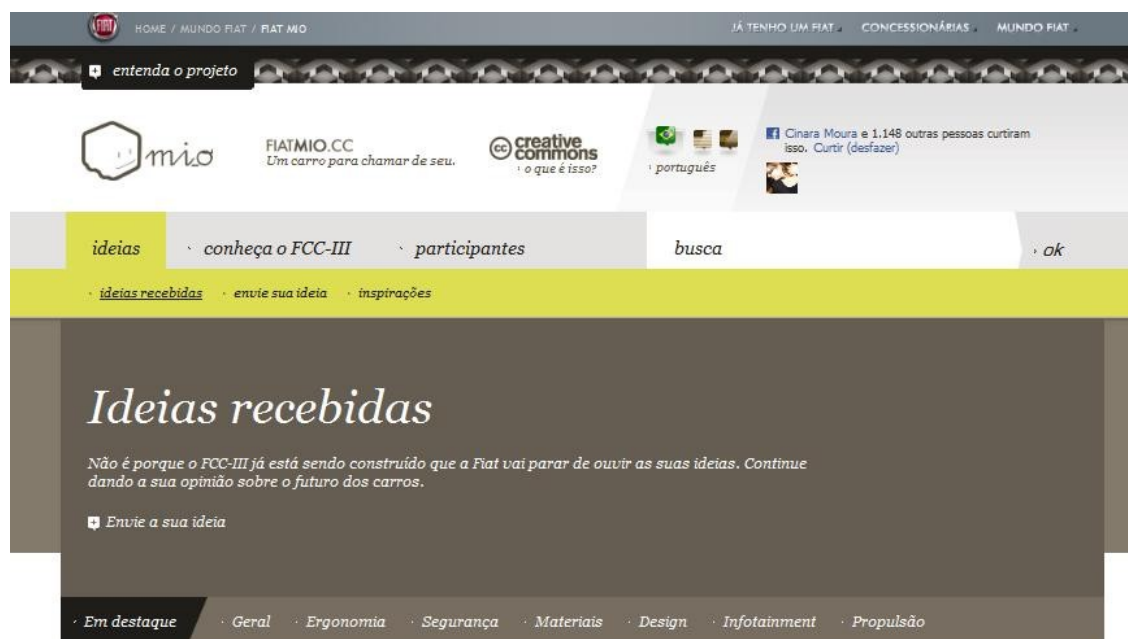 FIAT
HOME / MUNDO FIAT / FIAT MIO
JÁ TENHO UM FIAT
CONCESSIONÁRIAS
MUNDO FIAT
entenda o projeto
mio
FIATMIO.CC
Um carro para chamar de seu.
cc creative commons
o que é isso?
português
Cinara Moura e 1.148 outras pessoas curtiram
isso. Curtir (desfazer)
ideias
conheça o FCC-III
participantes
busca
ok
ideias recebidas
envie sua ideia
inspirações
Ideias recebidas
Não é porque o FCC-III já está sendo construído que a Fiat vai parar de ouvir as suas ideias. Continue
dando a sua opinião sobre o futuro dos carros.
Envie a sua ideia
Em destaque
Geral
Ergonomia
Segurança
Materiais
Design
Infotainment
Propulsão